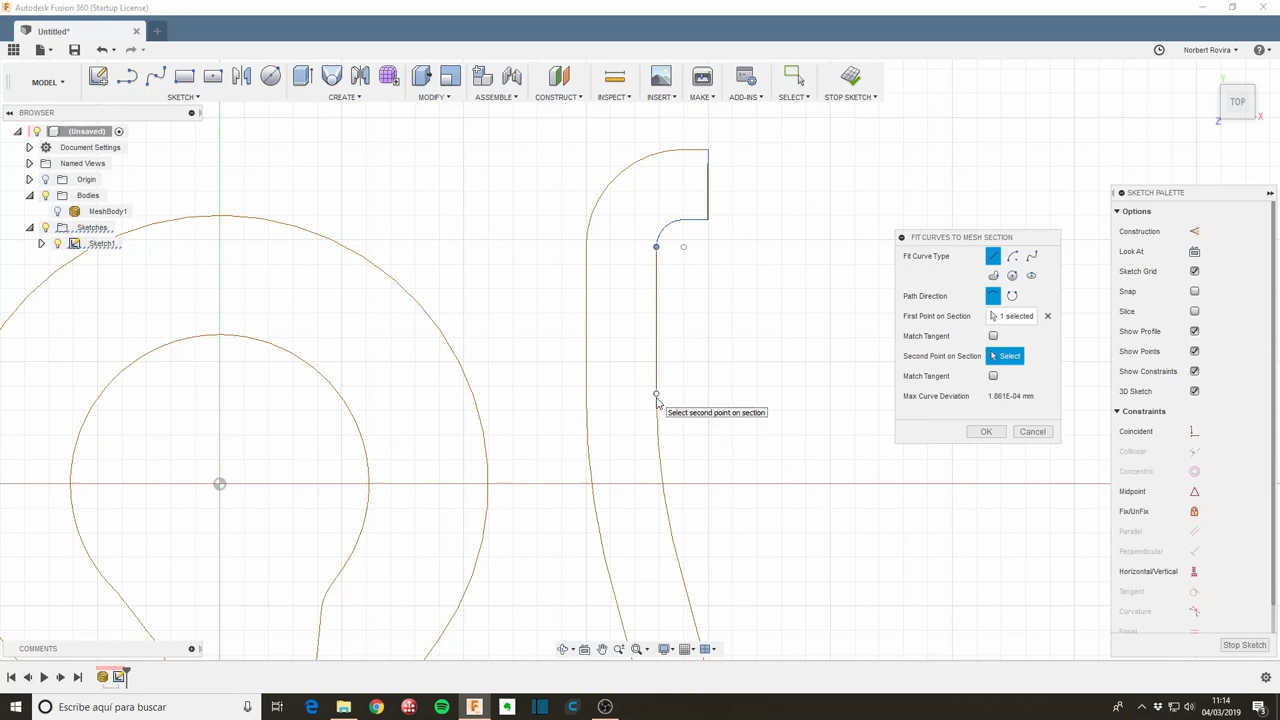 Autodesk Fusion 360 (Startup License)
Untitled*
Norbert Rovira
MODEL
SKETCH
CREATE
MODIFY
ASSEMBLE
CONSTRUCT
INSPECT
INSERT
MAKE
ADD-INS
SELECT
STOP SKETCH
BROWSER
(Unsaved)
Document Settings
Named Views
Origin
Bodies
MeshBody1
Sketches
Sketch1
TOP
Y
X
Z
FIT CURVES TO MESH SECTION
Fit Curve Type
Path Direction
First Point on Section 1 selected
Match Tangent
Second Point on Section Select
Match Tangent
Max Curve Deviation 1.861E-04 mm
OK Cancel
Select second point on section
SKETCH PALETTE
Options
Construction
Look At
Sketch Grid
Snap
Slice
Show Profile
Show Points
Show Constraints
3D Sketch
Constraints
Coincident
Collinear
Concentric
Midpoint
Fix/UnFix
Parallel
Perpendicular
Horizontal/Vertical
Tangent
Curvature
Equal
Stop Sketch
COMMENTS
Escribe aquí para buscar
11:14
04/03/2019